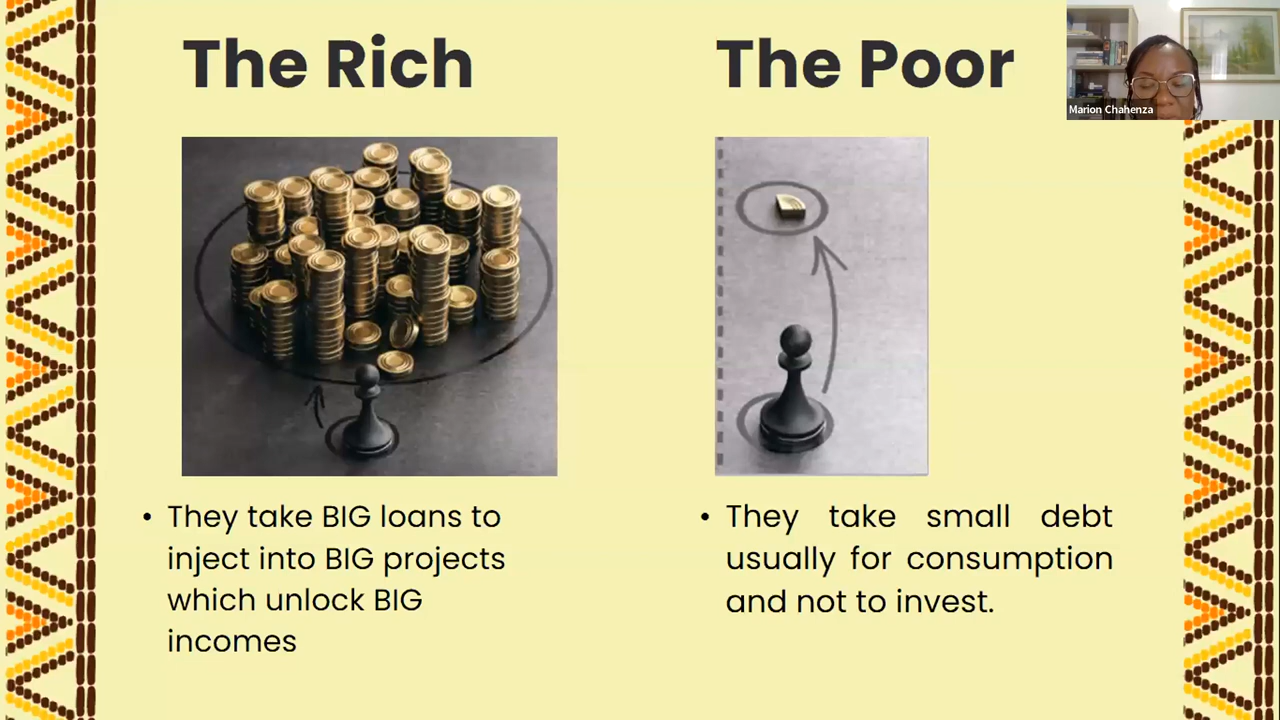 The Rich
They take BIG loans to
inject into BIG projects
which unlock BIG
incomes
The Poor
They take small debt
usually for consumption
and not to invest.
Marion Chahenza